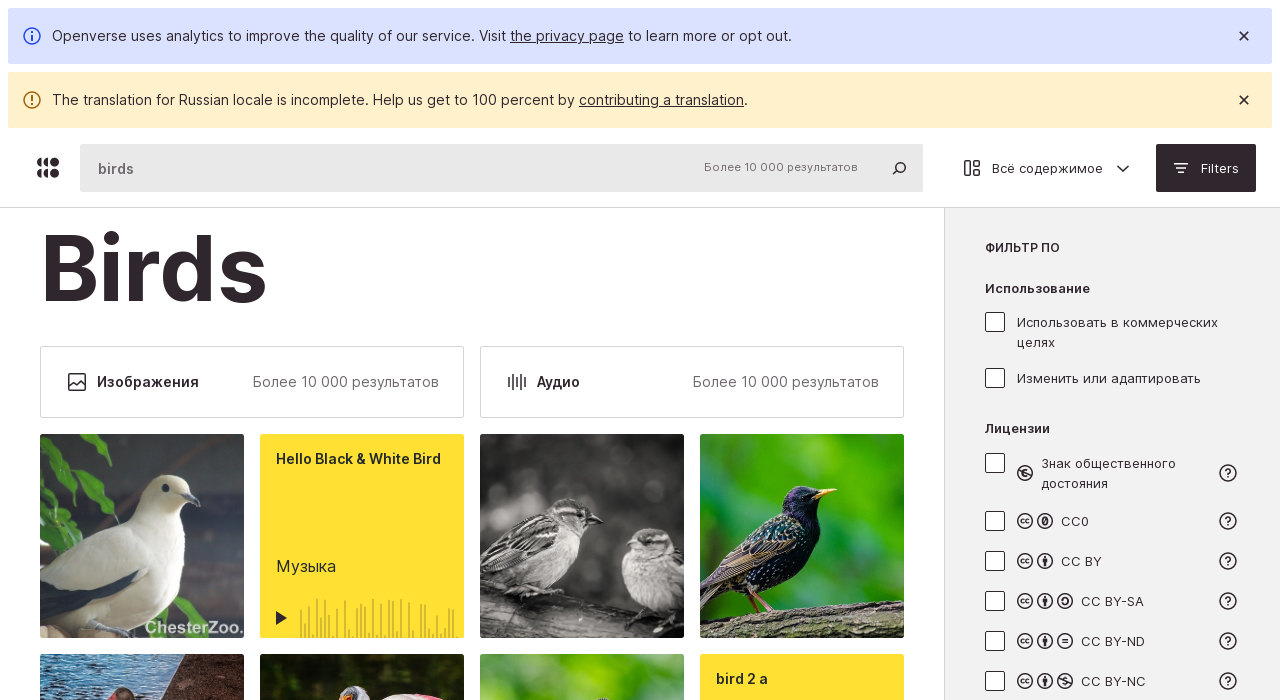 Openverse uses analytics to improve the quality of our service. Visit the privacy page to learn more or opt out.
The translation for Russian locale is incomplete. Help us get to 100 percent by contributing a translation.
birds
Более 10 000 результатов
Всё содержимое
Filters
Birds
Изображения
Более 10 000 результатов
Аудио
Более 10 000 результатов
Hello Black & White Bird
Музыка
ChesterZoo.
bird 2 a
ФИЛЬТР ПО
Использование
Использовать в коммерческих
целях
Изменить или адаптировать
Лицензии
Знак общественного
достояния
CC0
CC BY
CC BY-SA
CC BY-ND
CC BY-NC